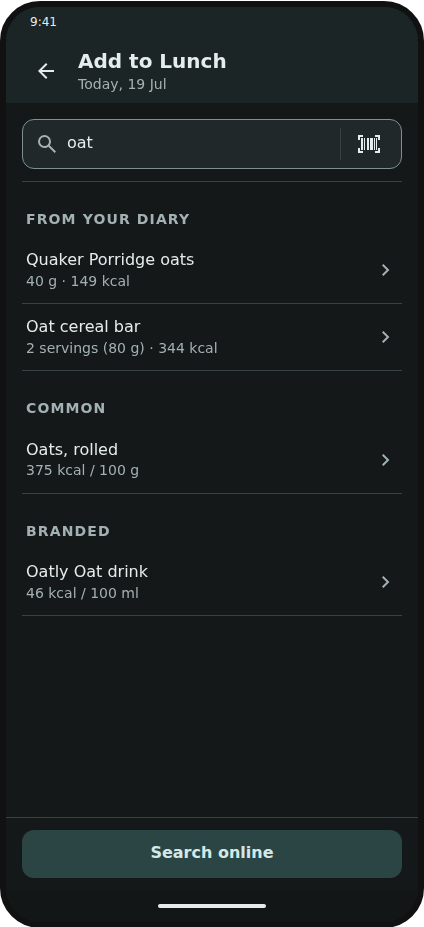 9:41
Add to Lunch
Today, 19 Jul
oat
FROM YOUR DIARY
Quaker Porridge oats
40 g · 149 kcal
Oat cereal bar
2 servings (80 g) · 344 kcal
COMMON
Oats, rolled
375 kcal / 100 g
BRANDED
Oatly Oat drink
46 kcal / 100 ml
Search online